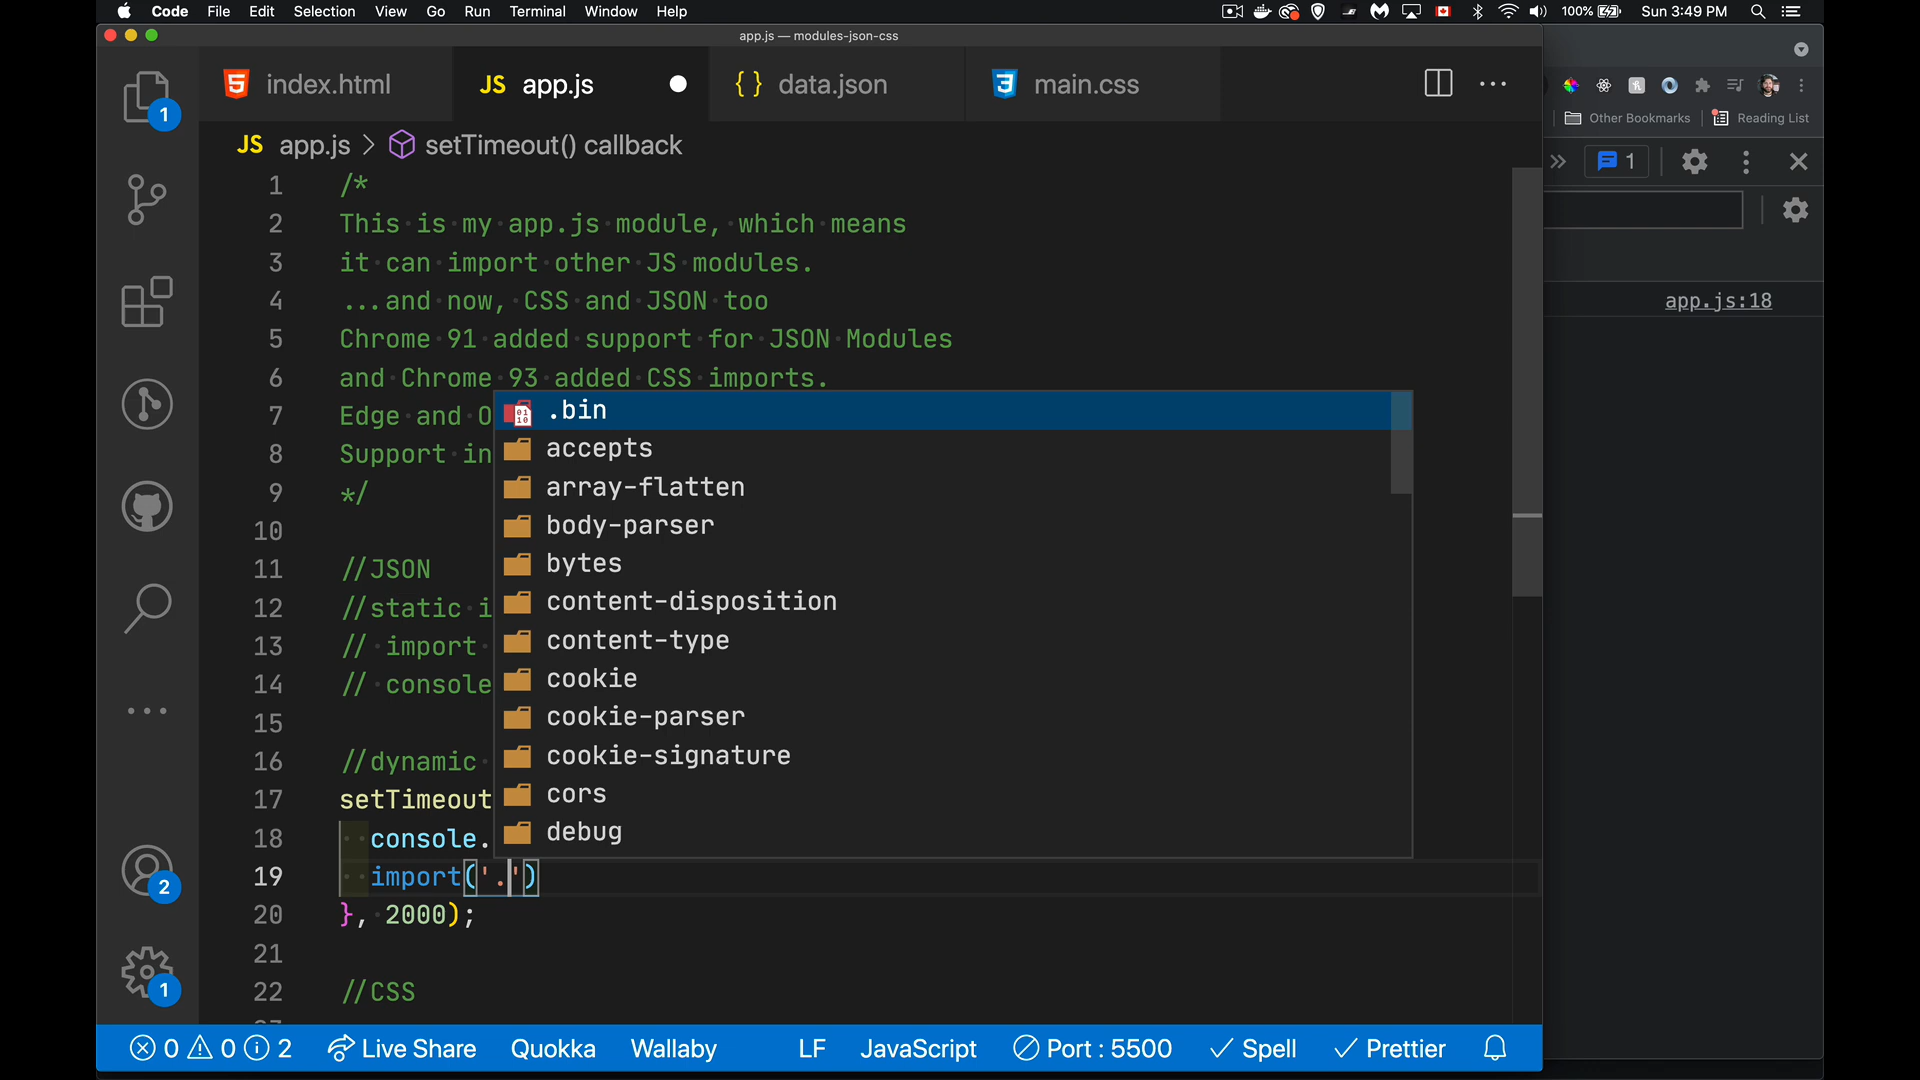 Code File Edit Selection View Go Run Terminal Window Help
100% Sun 3:49 PM
app.js — modules-json-css
index.html
JS app.js
{ } data.json
main.css
Other Bookmarks
Reading List
JS app.js > setTimeout() callback
1
1
1 /*
2 This is my app.js module, which means
3 it can import other JS modules.
4 ...and now, CSS and JSON too
5 Chrome 91 added support for JSON Modules
6 and Chrome 93 added CSS imports.
7 Edge and O
8 Support in
9 */
10
11 //JSON
12 //static i
13 // import
14 // console
15
16 //dynamic
17 setTimeout
18 console.
19 import('.')
20 }, 2000);
21
22 //CSS
.bin
accepts
array-flatten
body-parser
bytes
content-disposition
content-type
cookie
cookie-parser
cookie-signature
cors
debug
app.js:18
2
1
0 0 2 Live Share Quokka Wallaby LF JavaScript Port : 5500 Spell Prettier